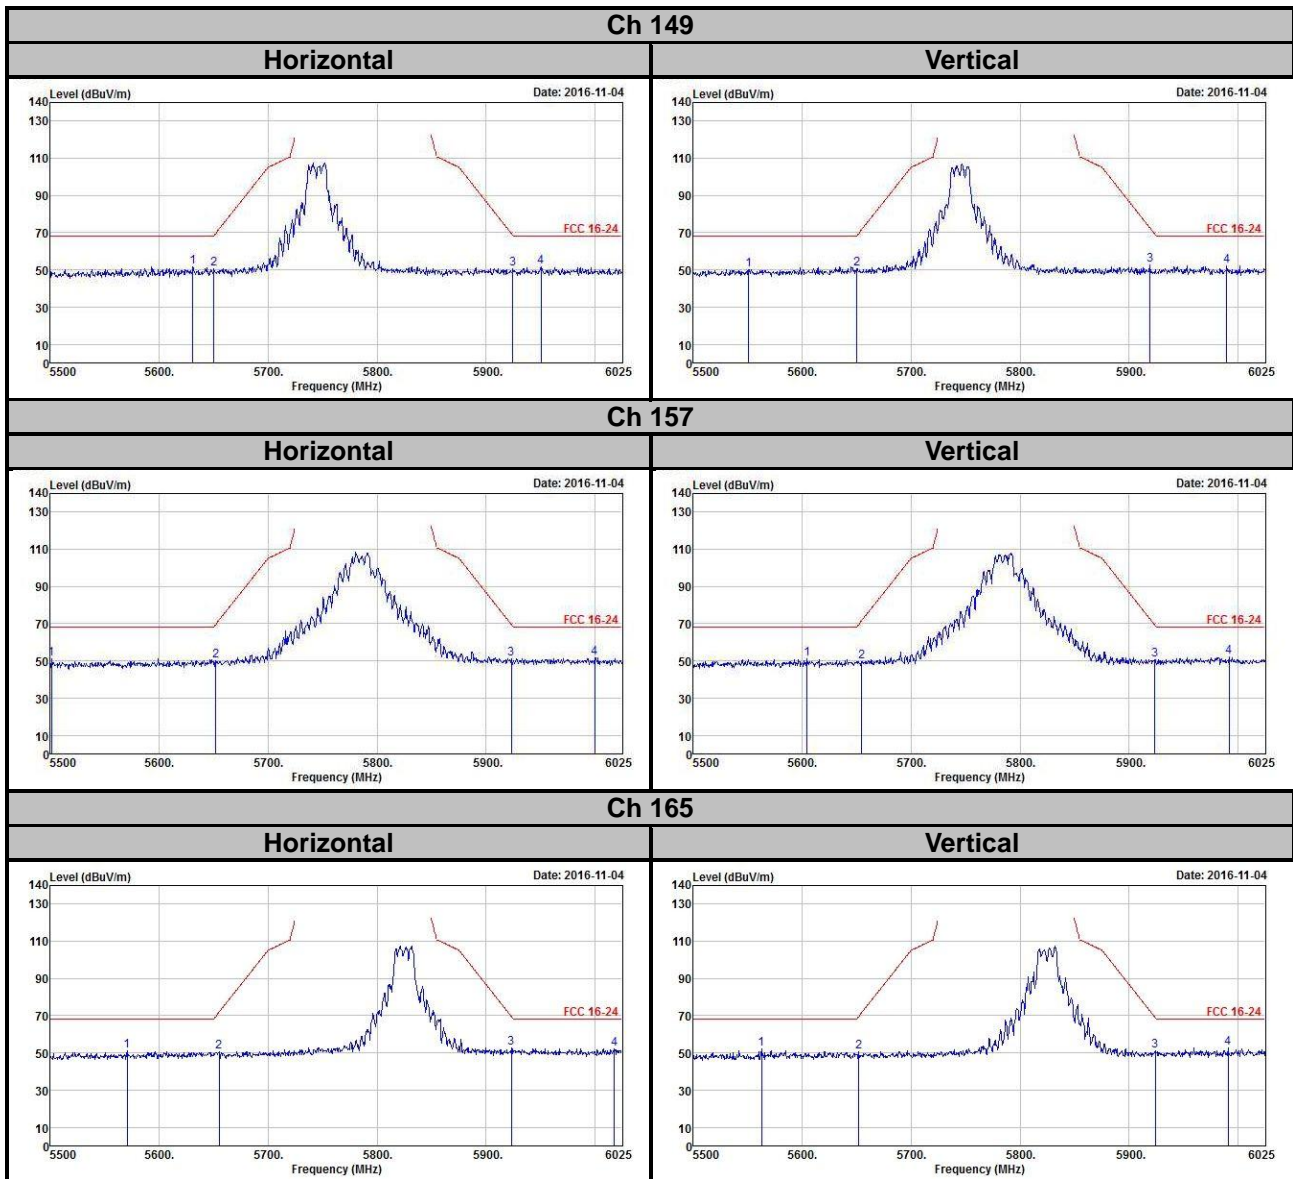 Ch 149
Horizontal Vertical
Level (dBuV/m) Date: 2016-11-04
140
130
110
90
70
50
30
10
0
FCC 16-24
1 2 3 4
5500 5600. 5700. 5800. 5900. 6025
Frequency (MHz)
Level (dBuV/m) Date: 2016-11-04
140
130
110
90
70
50
30
10
0
FCC 16-24
1 2 3 4
5500 5600. 5700. 5800. 5900. 6025
Frequency (MHz)
Ch 157
Horizontal Vertical
Level (dBuV/m) Date: 2016-11-04
140
130
110
90
70
50
30
10
0
FCC 16-24
1 2 3 4
5500 5600. 5700. 5800. 5900. 6025
Frequency (MHz)
Level (dBuV/m) Date: 2016-11-04
140
130
110
90
70
50
30
10
0
FCC 16-24
1 2 3 4
5500 5600. 5700. 5800. 5900. 6025
Frequency (MHz)
Ch 165
Horizontal Vertical
Level (dBuV/m) Date: 2016-11-04
140
130
110
90
70
50
30
10
0
FCC 16-24
1 2 3 4
5500 5600. 5700. 5800. 5900. 6025
Frequency (MHz)
Level (dBuV/m) Date: 2016-11-04
140
130
110
90
70
50
30
10
0
FCC 16-24
1 2 3 4
5500 5600. 5700. 5800. 5900. 6025
Frequency (MHz)